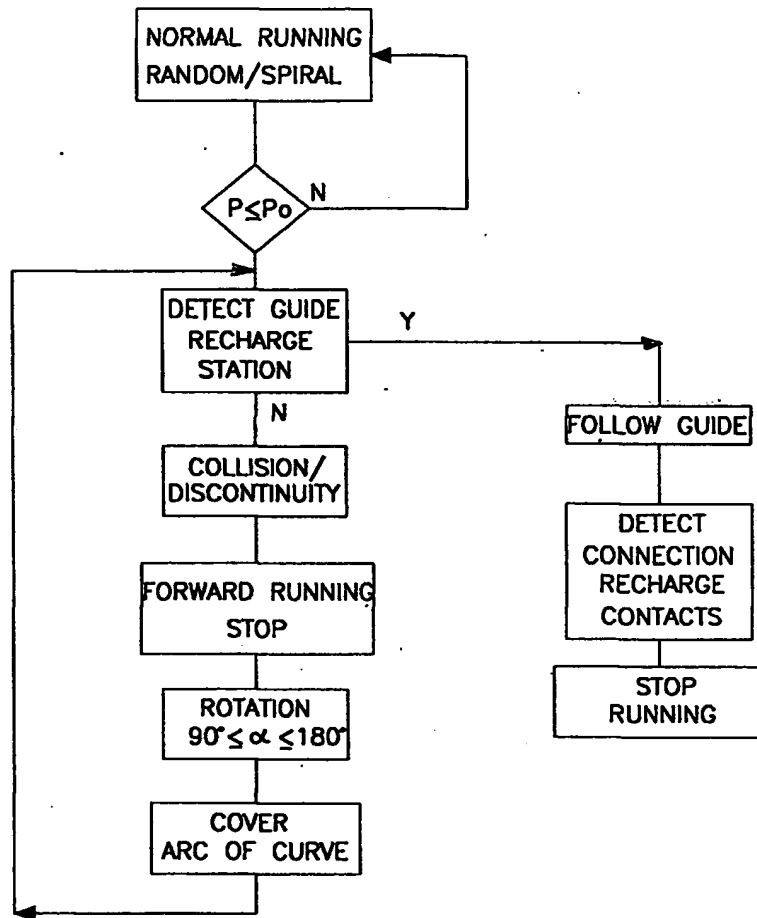 NORMAL RUNNING
RANDOM/SPIRAL
P≤Po
N
DETECT GUIDE
RECHARGE
STATION
Y
N
FOLLOW GUIDE
COLLISION/
DISCONTINUITY
DETECT
CONNECTION
RECHARGE
CONTACTS
FORWARD RUNNING
STOP
STOP
RUNNING
ROTATION
90°≤ α ≤180°
COVER
ARC OF CURVE